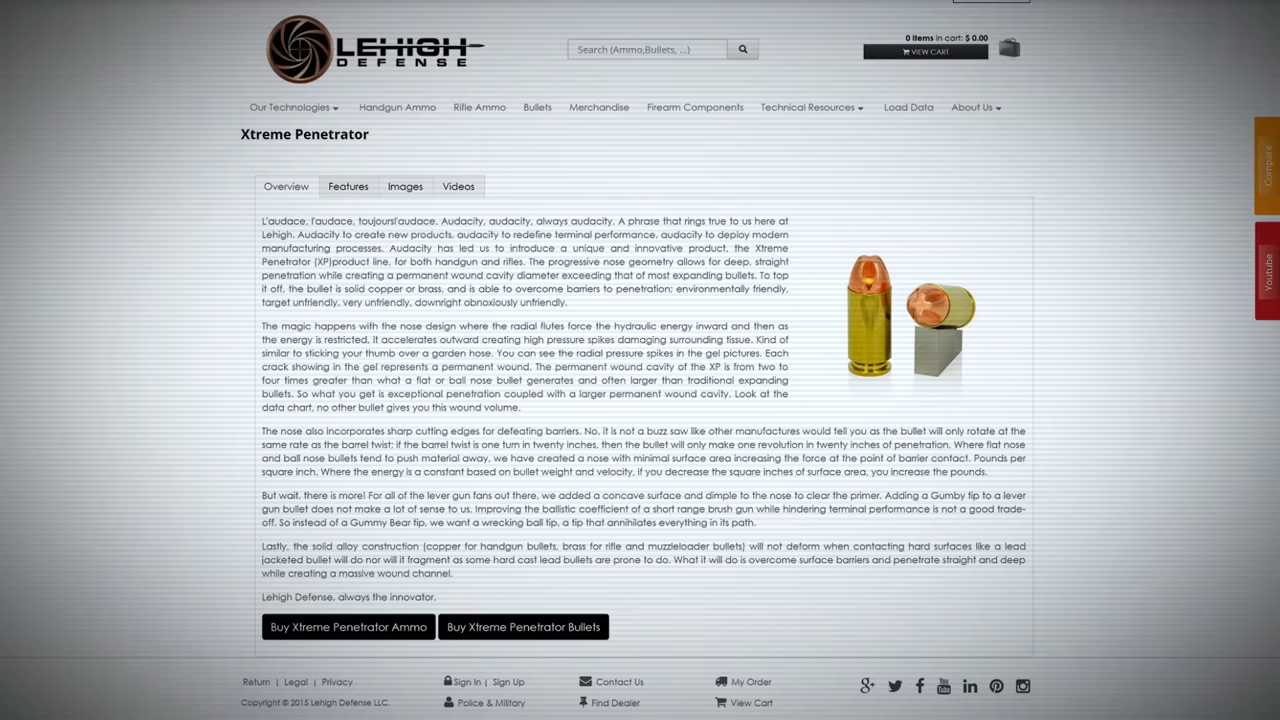 LEHIGH
DEFENSE
Search (Ammo,Bullets, ...)
0 Items in cart: $ 0.00
VIEW CART
Our Technologies Handgun Ammo Rifle Ammo Bullets Merchandise Firearm Components Technical Resources Load Data About Us
Xtreme Penetrator
Compare
Overview Features Images Videos
Youtube
L'audace, l'audace, toujoursl'audace. Audacity, audacity, always audacity. A phrase that rings true to us here at
Lehigh. Audacity to create new products, audacity to redefine terminal performance, audacity to deploy modern
manufacturing processes. Audacity has led us to introduce a unique and innovative product, the Xtreme
Penetrator (XP)product line, for both handgun and rifles. The progressive nose geometry allows for deep, straight
penetration while creating a permanent wound cavity diameter exceeding that of most expanding bullets. To top
it off, the bullet is solid copper or brass, and is able to overcome barriers to penetration; environmentally friendly,
target unfriendly, very unfriendly, downright obnoxiously unfriendly.
The magic happens with the nose design where the radial flutes force the hydraulic energy inward and then as
the energy is restricted, it accelerates outward creating high pressure spikes damaging surrounding tissue. Kind of
similar to sticking your thumb over a garden hose. You can see the radial pressure spikes in the gel pictures. Each
crack showing in the gel represents a permanent wound. The permanent wound cavity of the XP is from two to
four times greater than what a flat or ball nose bullet generates and often larger than traditional expanding
bullets. So what you get is exceptional penetration coupled with a larger permanent wound cavity. Look at the
data chart, no other bullet gives you this wound volume.
The nose also incorporates sharp cutting edges for defeating barriers. No, it is not a buzz saw like other manufactures would tell you as the bullet will only rotate at the
same rate as the barrel twist; if the barrel twist is one turn in twenty inches, then the bullet will only make one revolution in twenty inches of penetration. Where flat nose
and ball nose bullets tend to push material away, we have created a nose with minimal surface area increasing the force at the point of barrier contact. Pounds per
square inch. Where the energy is a constant based on bullet weight and velocity, if you decrease the square inches of surface area, you increase the pounds.
But wait, there is more! For all of the lever gun fans out there, we added a concave surface and dimple to the nose to clear the primer. Adding a Gumby tip to a lever
gun bullet does not make a lot of sense to us. Improving the ballistic coefficient of a short range brush gun while hindering terminal performance is not a good trade-
off. So instead of a Gummy Bear tip, we want a wrecking ball tip, a tip that annihilates everything in its path.
Lastly, the solid alloy construction (copper for handgun bullets, brass for rifle and muzzleloader bullets) will not deform when contacting hard surfaces like a lead
jacketed bullet will do nor will it fragment as some hard cast lead bullets are prone to do. What it will do is overcome surface barriers and penetrate straight and deep
while creating a massive wound channel.
Lehigh Defense, always the innovator.
Buy Xtreme Penetrator Ammo Buy Xtreme Penetrator Bullets
Return | Legal | Privacy Sign In | Sign Up Contact Us My Order
Copyright © 2015 Lehigh Defense LLC. Police & Military Find Dealer View Cart